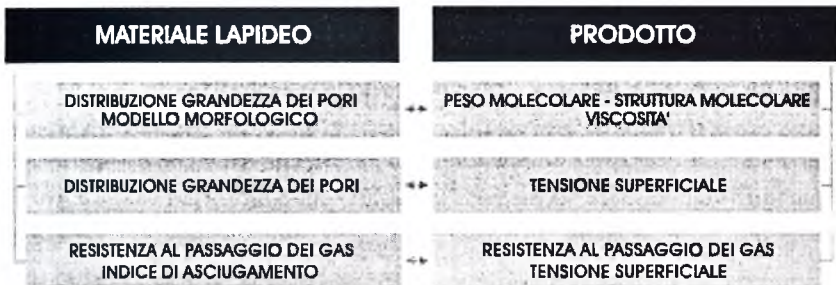 MATERIALE LAPIDEO
PRODOTTO
DISTRIBUZIONE GRANDEZZA DEI PORI
MODELLO MORFOLOGICO
PESO MOLECOLARE - STRUTTURA MOLECOLARE
VISCOSITA'
DISTRIBUZIONE GRANDEZZA DEI PORI
TENSIONE SUPERFICIALE
RESISTENZA AL PASSAGGIO DEI GAS
INDICE DI ASCIUGAMENTO
RESISTENZA AL PASSAGGIO DEI GAS
TENSIONE SUPERFICIALE